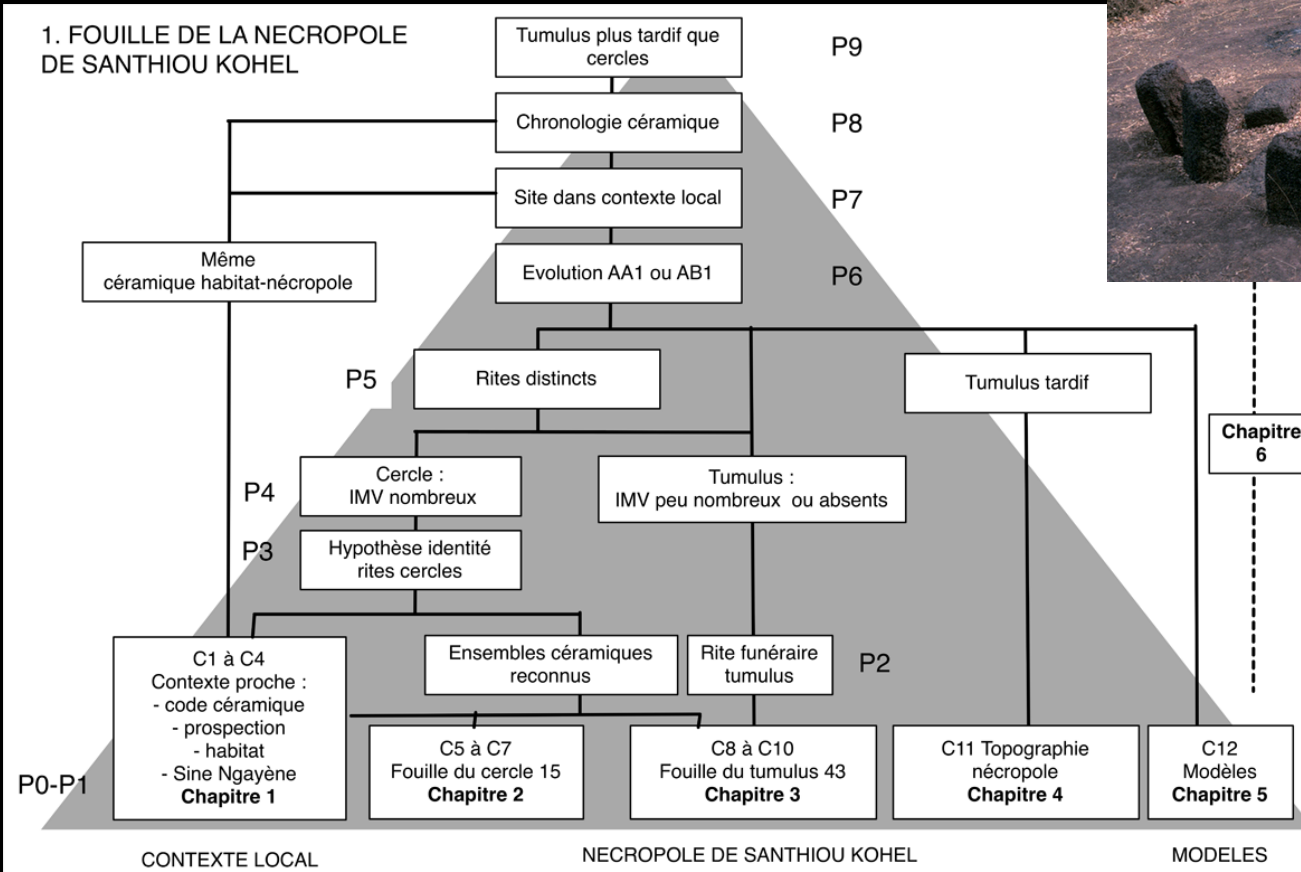 1. FOUILLE DE LA NECROPOLE
DE SANTHIOU KOHEL
Tumulus plus tardif que
cercles
P9
Chronologie céramique
P8
Site dans contexte local
P7
Même
céramique habitat-nécropole
Evolution AA1 ou AB1
P6
P5
Rites distincts
Tumulus tardif
Chapitre
6
P4
Cercle :
IMV nombreux
Tumulus :
IMV peu nombreux ou absents
P3
Hypothèse identité
rites cercles
C1 à C4
Contexte proche :
- code céramique
- prospection
- habitat
- Sine Ngayène
Chapitre 1
Ensembles céramiques
reconnus
Rite funéraire
tumulus
P2
P0-P1
C5 à C7
Fouille du cercle 15
Chapitre 2
C8 à C10
Fouille du tumulus 43
Chapitre 3
C11 Topographie
nécropole
Chapitre 4
C12
Modèles
Chapitre 5
CONTEXTE LOCAL
NECROPOLE DE SANTHIOU KOHEL
MODELES